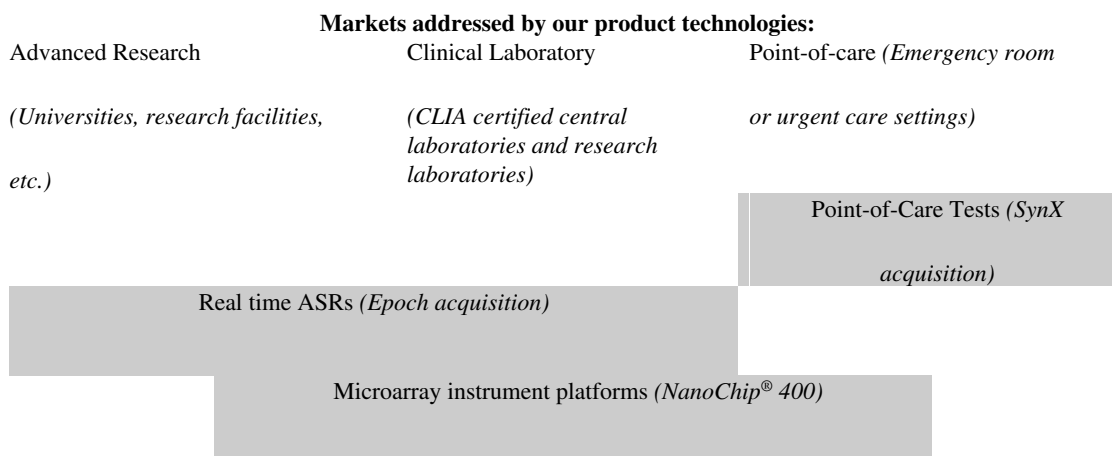 Markets addressed by our product technologies:
Advanced Research
(Universities, research facilities,
etc.)
Clinical Laboratory
(CLIA certified central
laboratories and research
laboratories)
Point-of-care (Emergency room
or urgent care settings)
Point-of-Care Tests (SynX
acquisition)
Real time ASRs (Epoch acquisition)
Microarray instrument platforms (NanoChip® 400)